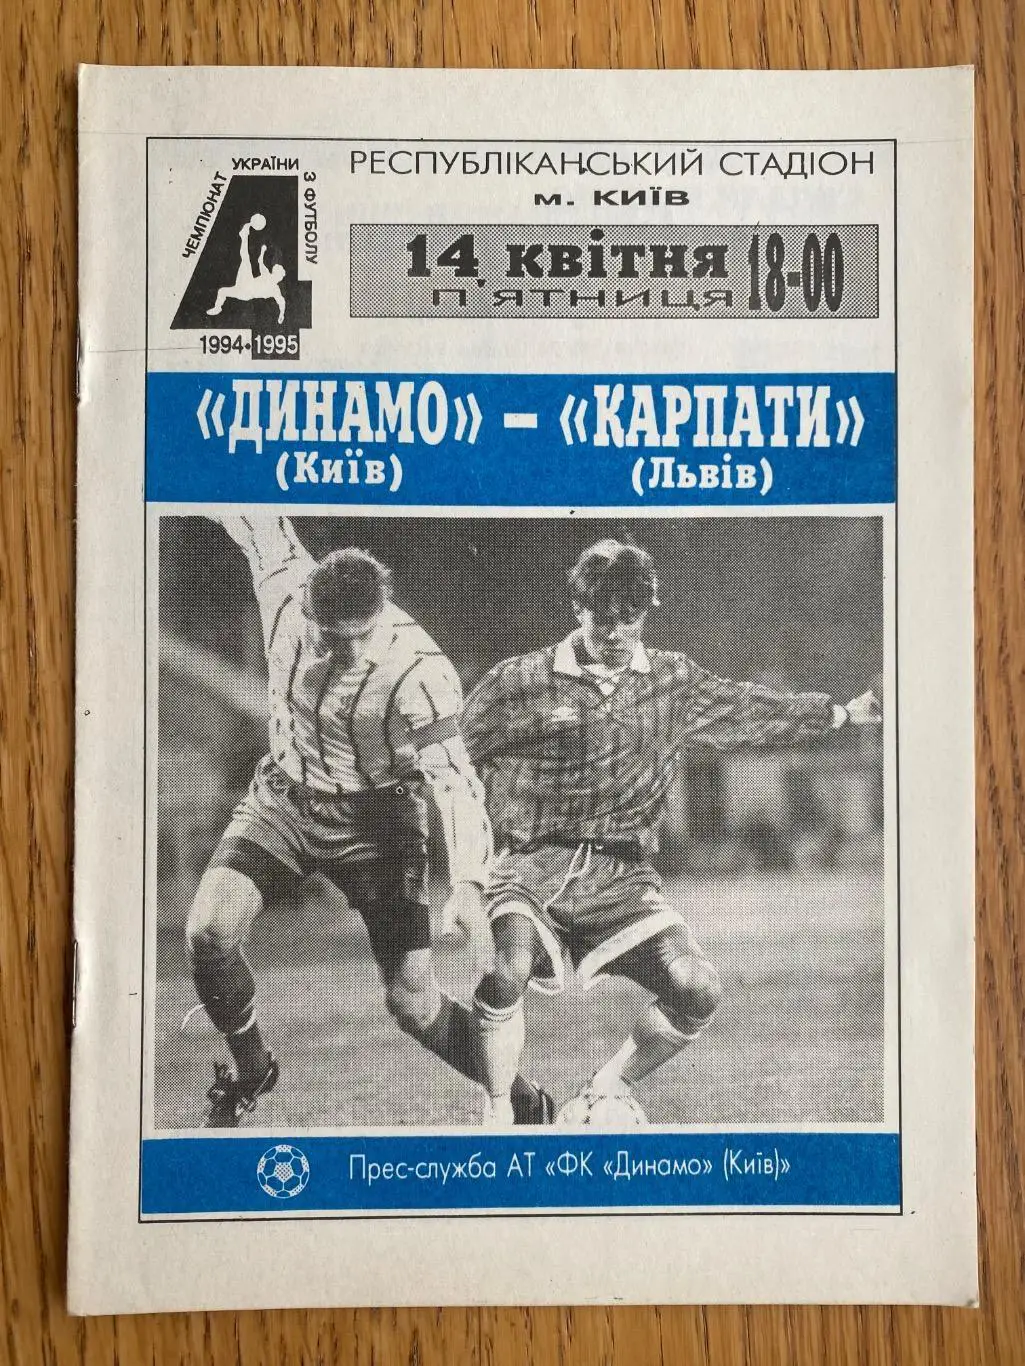 ЧЕМПІОНАТ
УКРАЇНИ
З ФУТБОЛУ
4
1994•1995
РЕСПУБЛІКАНСЬКИЙ СТАДІОН
м. КИЇВ
14 КВІТНЯ
П'ЯТНИЦЯ
18-00
«ДИНАМО» – «КАРПАТИ»
(Київ) (Львів)
Прес-служба АТ «ФК «Динамо» (Київ)»